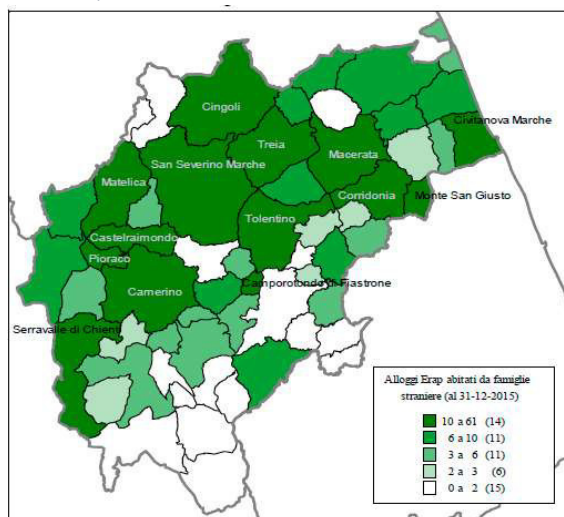 Cingoli
Civitanova Marche
Treia
San Severino Marche
Macerata
Matelica
Corridonia
Monte San Giusto
Tolentino
Castelraimondo
Pioraco
Camerino
Camporotondo di Fiastrone
Serravalle di Chienti
Alloggi Erap abitati da famiglie
straniere (al 31-12-2015)
10 a 61 (14)
6 a 10 (11)
3 a 6 (11)
2 a 3 (6)
0 a 2 (15)